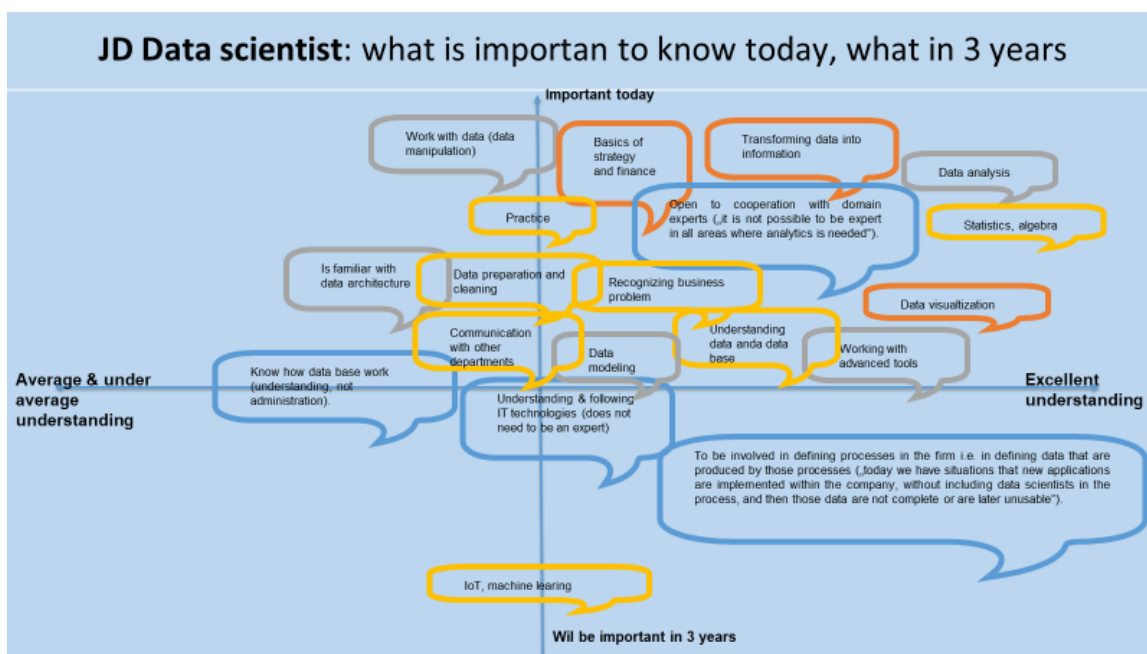 JD Data scientist: what is importan to know today, what in 3 years
Important today
Work with data (data
manipulation)
Basics of
strategy
and finance
Transforming data into
information
Data analysis
Practice
Open to cooperation with domain
experts („it is not possible to be expert
in all areas where analytics is needed").
Statistics, algebra
Is familiar with
data architecture
Data preparation and
cleaning
Recognizing business
problem
Data visualtization
Communication
with other
departments
Data
modeling
Understanding
data anda data
base
Working with
advanced tools
Average & under
average
understanding
Know how data base work
(understanding, not
administration).
Understanding & following
IT technologies (does not
need to be an expert)
Excellent
understanding
To be involved in defining processes in the firm i.e. in defining data that are
produced by those processes („today we have situations that new applications
are implemented within the company, without including data scientists in the
process, and then those data are not complete or are later unusable").
IoT, machine learing
Wil be important in 3 years